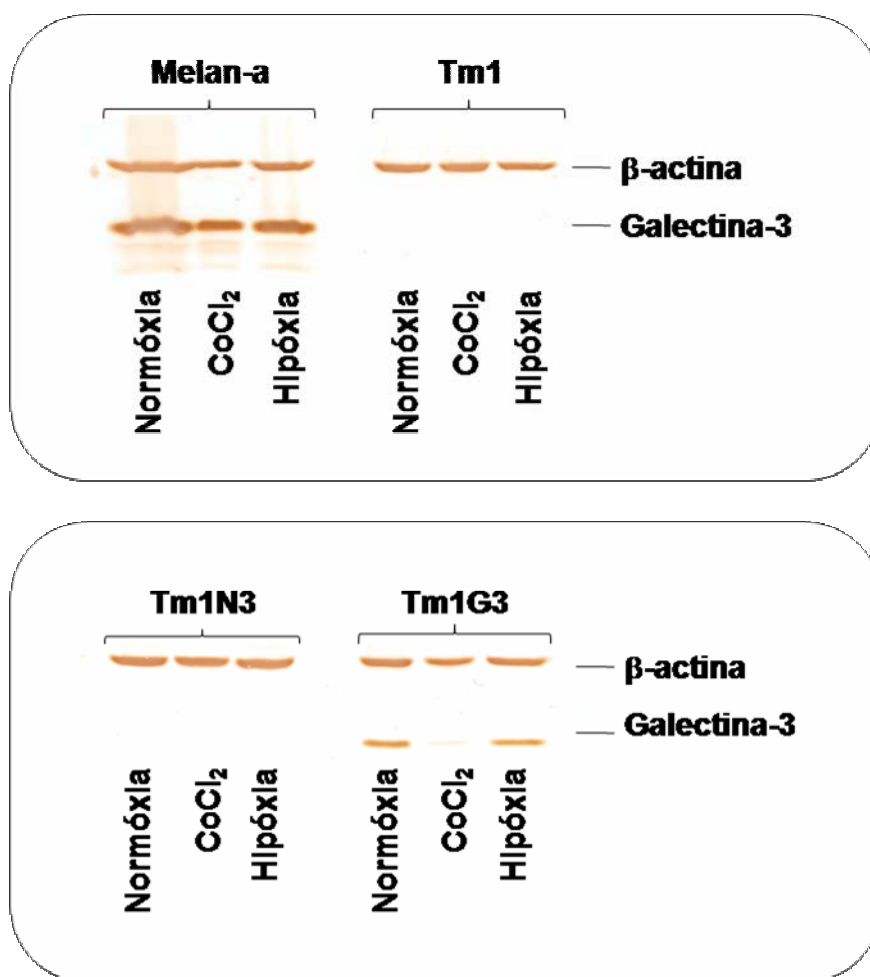 Melan-a Tm1
β-actina
Galectina-3
Normóxia CoCl₂ Hipóxia Normóxia CoCl₂ Hipóxia
Tm1N3 Tm1G3
β-actina
Galectina-3
Normóxia CoCl₂ Hipóxia Normóxia CoCl₂ Hipóxia